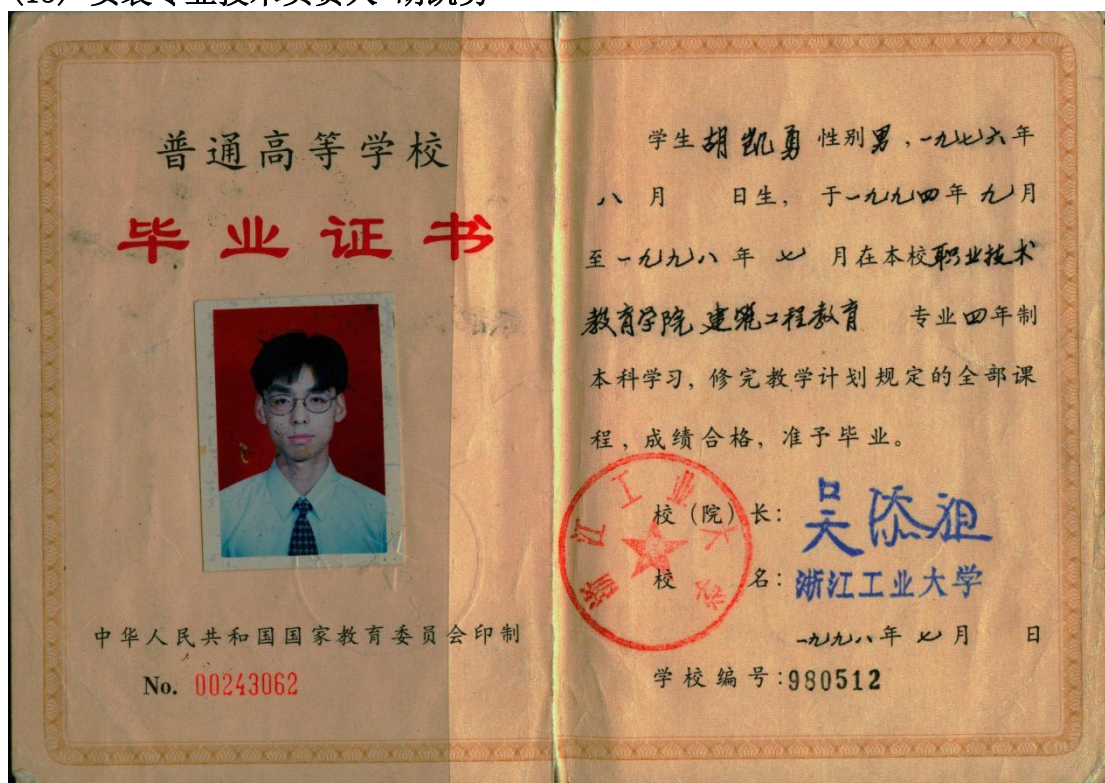 普通高等学校
毕业证书
中华人民共和国国家教育委员会印制
No. 00243062
学生胡凯勇性别男,一九七六年
八月 日生, 于一九九四年九月
至一九九八年七月在本校职业技术
教育学院建筑工程教育 专业四年制
本科学习, 修完教学计划规定的全部课
程, 成绩合格, 准予毕业。
校(院)长: 吴添祖
校 名: 浙江工业大学
浙江工业大学
一九九八年七月 日
学校编号:980512